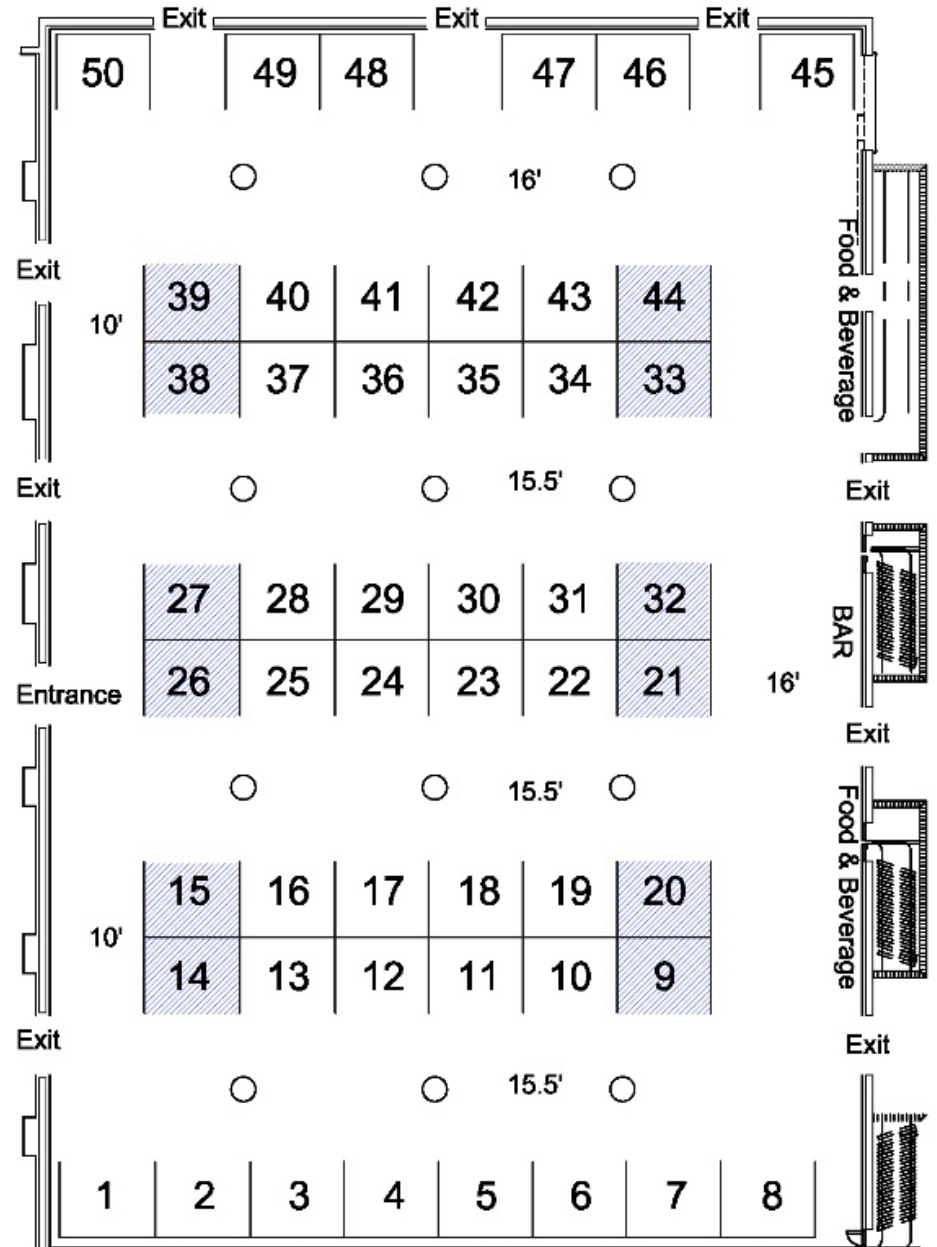 Exit Exit Exit
50 49 48 47 46 45
16'
Food & Beverage
Exit
39 40 41 42 43 44
10'
38 37 36 35 34 33
15.5'
Exit Exit
27 28 29 30 31 32
BAR
26 25 24 23 22 21
Entrance 16'
Exit
15.5'
Food & Beverage
15 16 17 18 19 20
10'
14 13 12 11 10 9
Exit Exit
15.5'
1 2 3 4 5 6 7 8